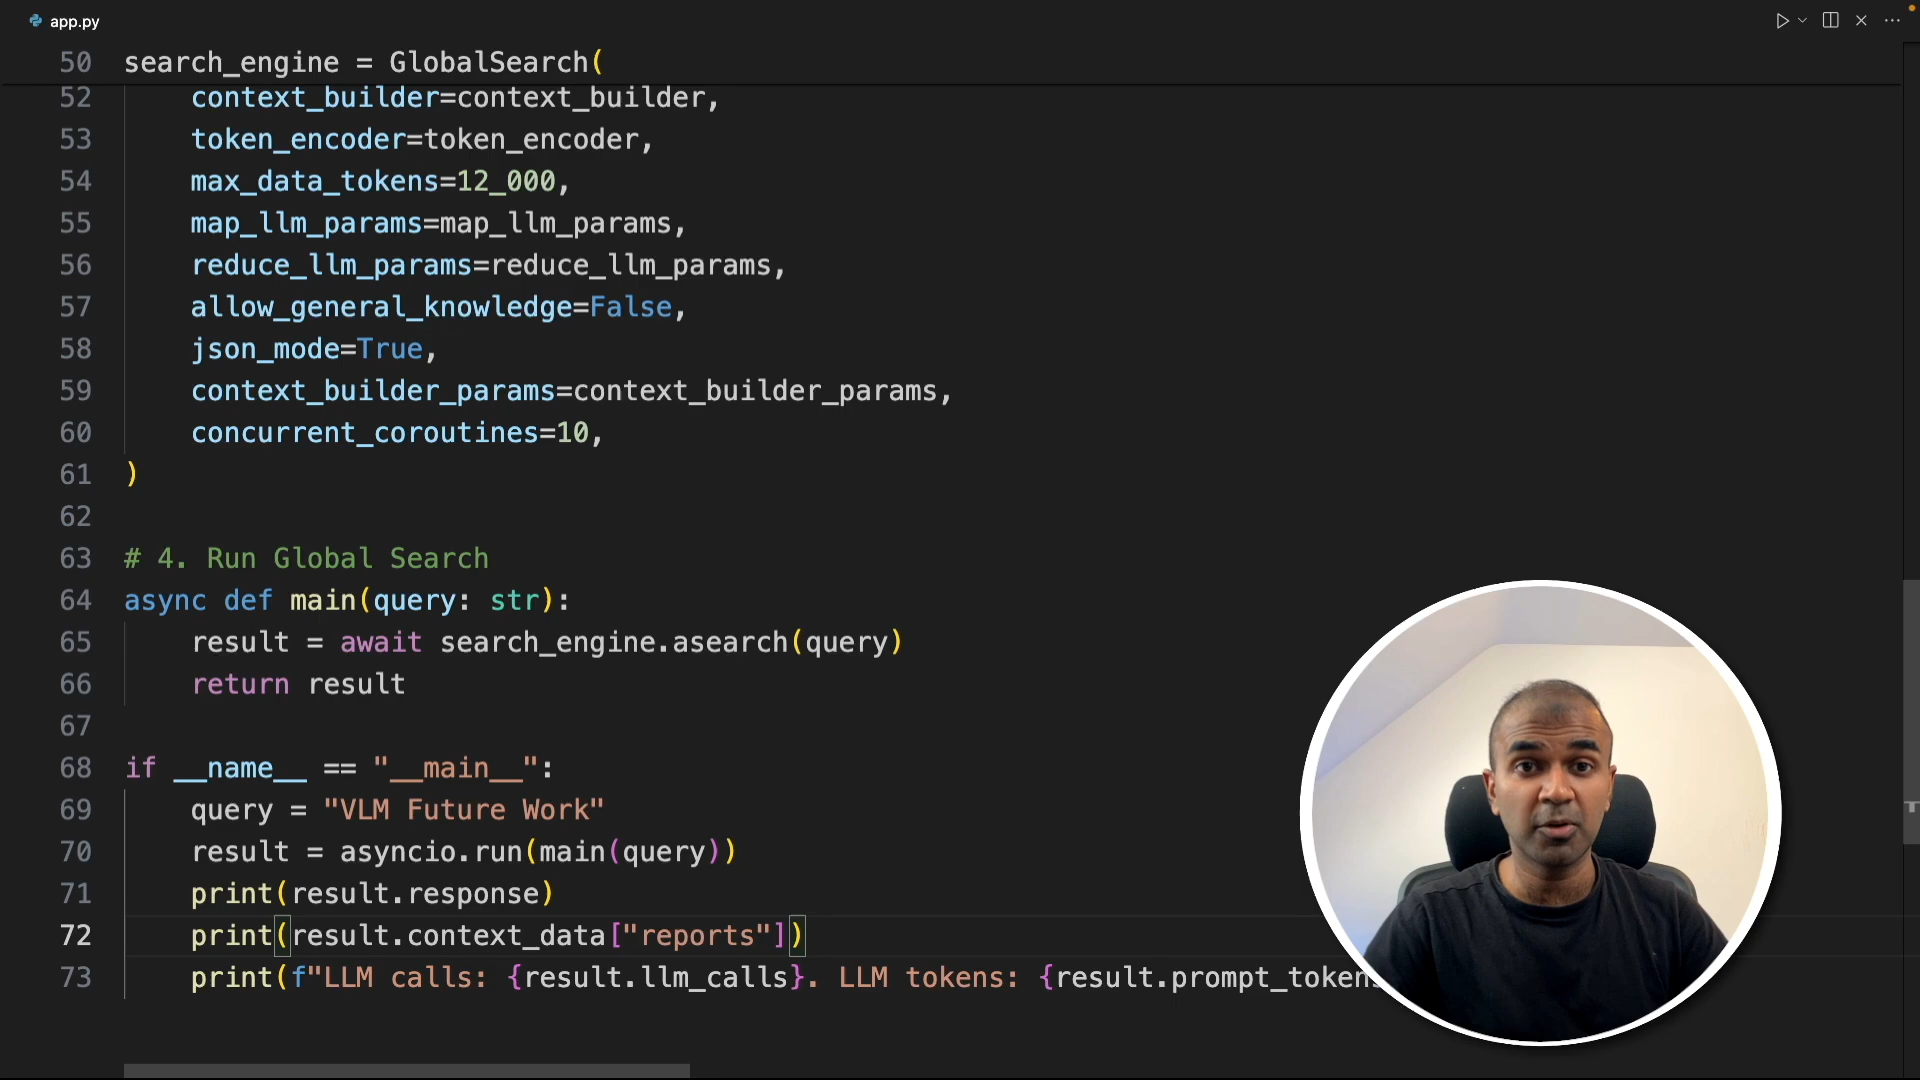 app.py
50 search_engine = GlobalSearch(
52 context_builder=context_builder,
53 token_encoder=token_encoder,
54 max_data_tokens=12_000,
55 map_llm_params=map_llm_params,
56 reduce_llm_params=reduce_llm_params,
57 allow_general_knowledge=False,
58 json_mode=True,
59 context_builder_params=context_builder_params,
60 concurrent_coroutines=10,
61 )
62
63 # 4. Run Global Search
64 async def main(query: str):
65 result = await search_engine.asearch(query)
66 return result
67
68 if __name__ == "__main__":
69 query = "VLM Future Work"
70 result = asyncio.run(main(query))
71 print(result.response)
72 print(result.context_data["reports"])
73 print(f"LLM calls: {result.llm_calls}. LLM tokens: {result.prompt_tokens